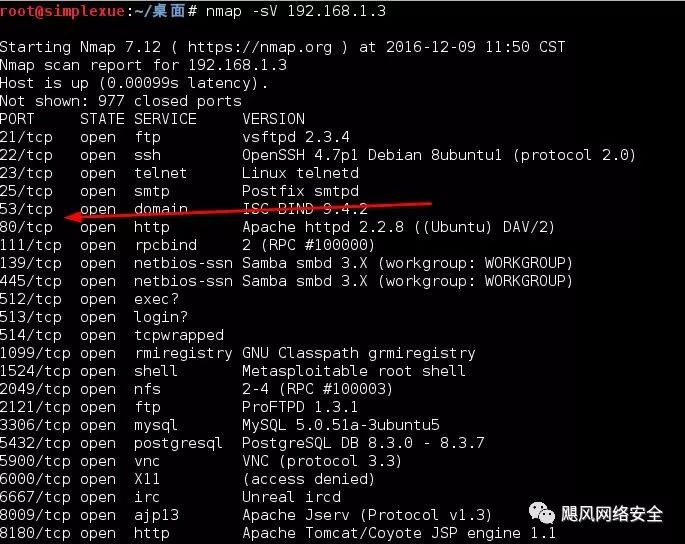 root@simplexue:~/桌面# nmap -sV 192.168.1.3
Starting Nmap 7.12 ( https://nmap.org ) at 2016-12-09 11:50 CST
Nmap scan report for 192.168.1.3
Host is up (0.00099s latency).
Not shown: 977 closed ports
PORT     STATE SERVICE     VERSION
21/tcp   open  ftp         vsftpd 2.3.4
22/tcp   open  ssh         OpenSSH 4.7p1 Debian 8ubuntu1 (protocol 2.0)
23/tcp   open  telnet      Linux telnetd
25/tcp   open  smtp        Postfix smtpd
53/tcp   open  domain      ISC BIND 9.4.2
80/tcp   open  http        Apache httpd 2.2.8 ((Ubuntu) DAV/2)
111/tcp  open  rpcbind     2 (RPC #100000)
139/tcp  open  netbios-ssn Samba smbd 3.X (workgroup: WORKGROUP)
445/tcp  open  netbios-ssn Samba smbd 3.X (workgroup: WORKGROUP)
512/tcp  open  exec?
513/tcp  open  login?
514/tcp  open  tcpwrapped
1099/tcp open  rmiregistry GNU Classpath grmiregistry
1524/tcp open  shell       Metasploitable root shell
2049/tcp open  nfs         2-4 (RPC #100003)
2121/tcp open  ftp         ProFTPD 1.3.1
3306/tcp open  mysql       MySQL 5.0.51a-3ubuntu5
5432/tcp open  postgresql  PostgreSQL DB 8.3.0 - 8.3.7
5900/tcp open  vnc         VNC (protocol 3.3)
6000/tcp open  X11         (access denied)
6667/tcp open  irc         Unreal ircd
8009/tcp open  ajp13       Apache Jserv (Protocol v1.3)
8180/tcp open  http        Apache Tomcat/Coyote JSP engine 1.1
飓风网络安全